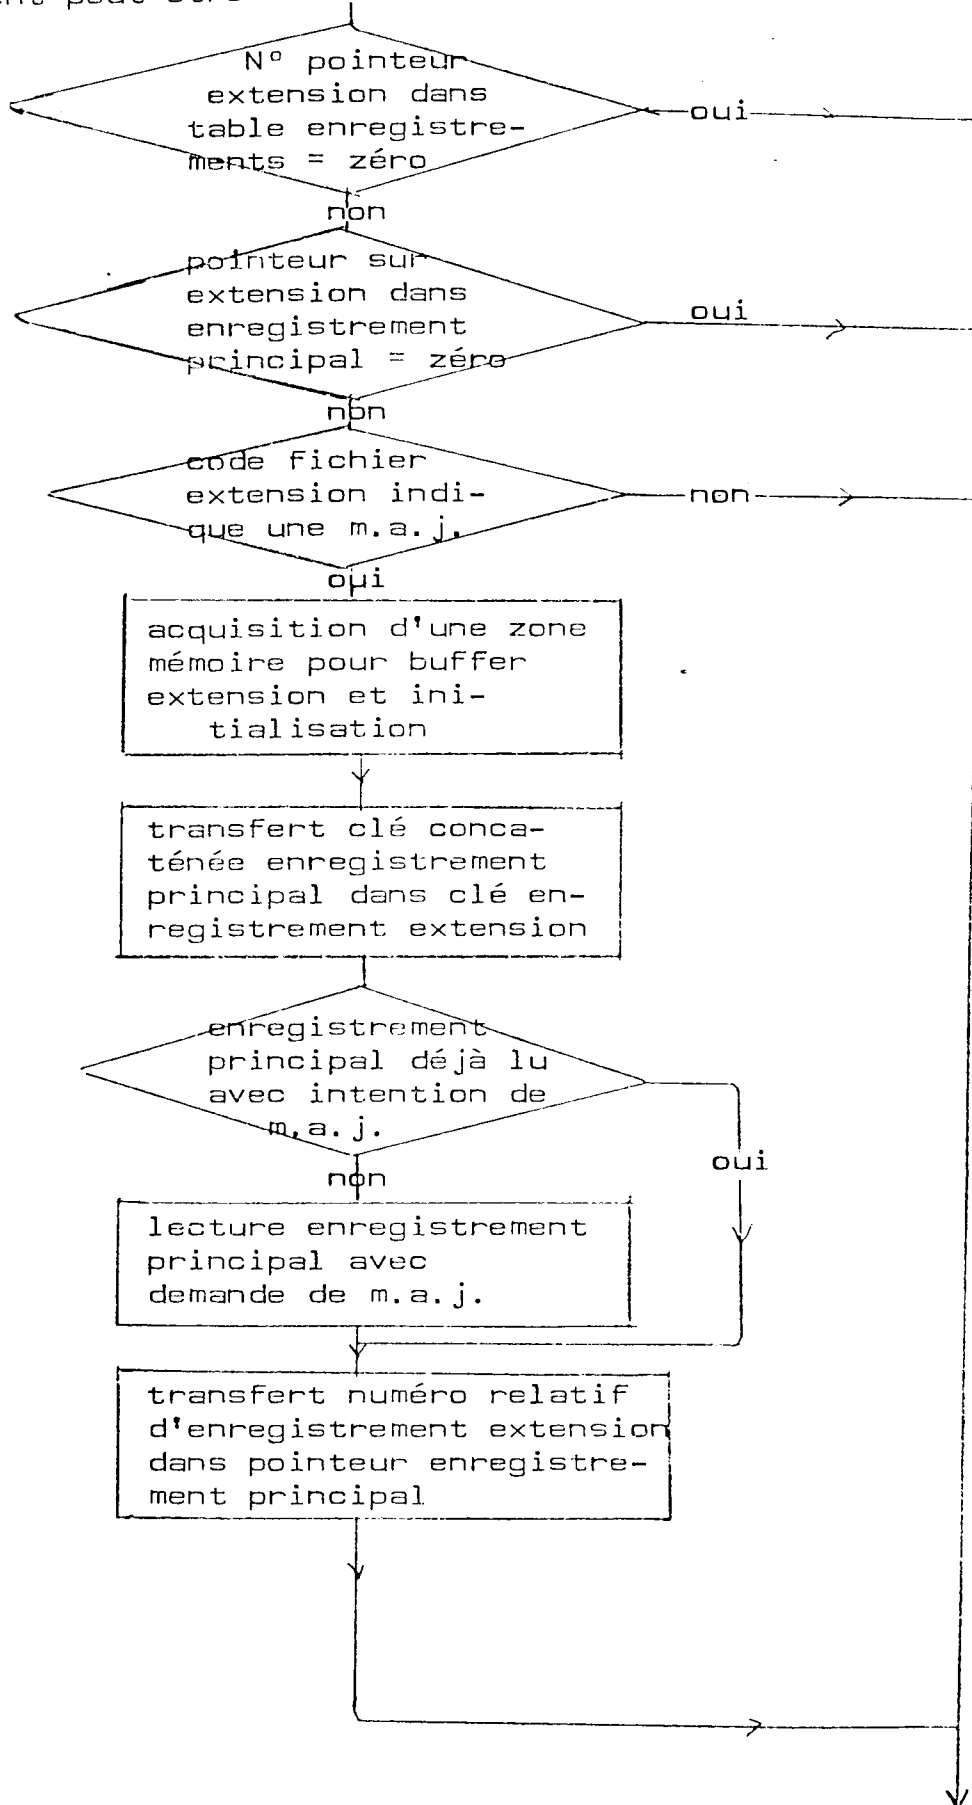 N° pointeur
extension dans
table enregistre-
ments = zéro
oui
non
pointeur sur
extension dans
enregistrement
principal = zéro
oui
non
code fichier
extension indi-
que une m.a.j.
non
oui
acquisition d'une zone
mémoire pour buffer
extension et ini-
tialisation
transfert clé conca-
ténée enregistrement
principal dans clé en-
registrement extension
enregistrement
principal déjà lu
avec intention de
m.a.j.
oui
non
lecture enregistrement
principal avec
demande de m.a.j.
transfert numéro relatif
d'enregistrement extension
dans pointeur enregistre-
ment principal